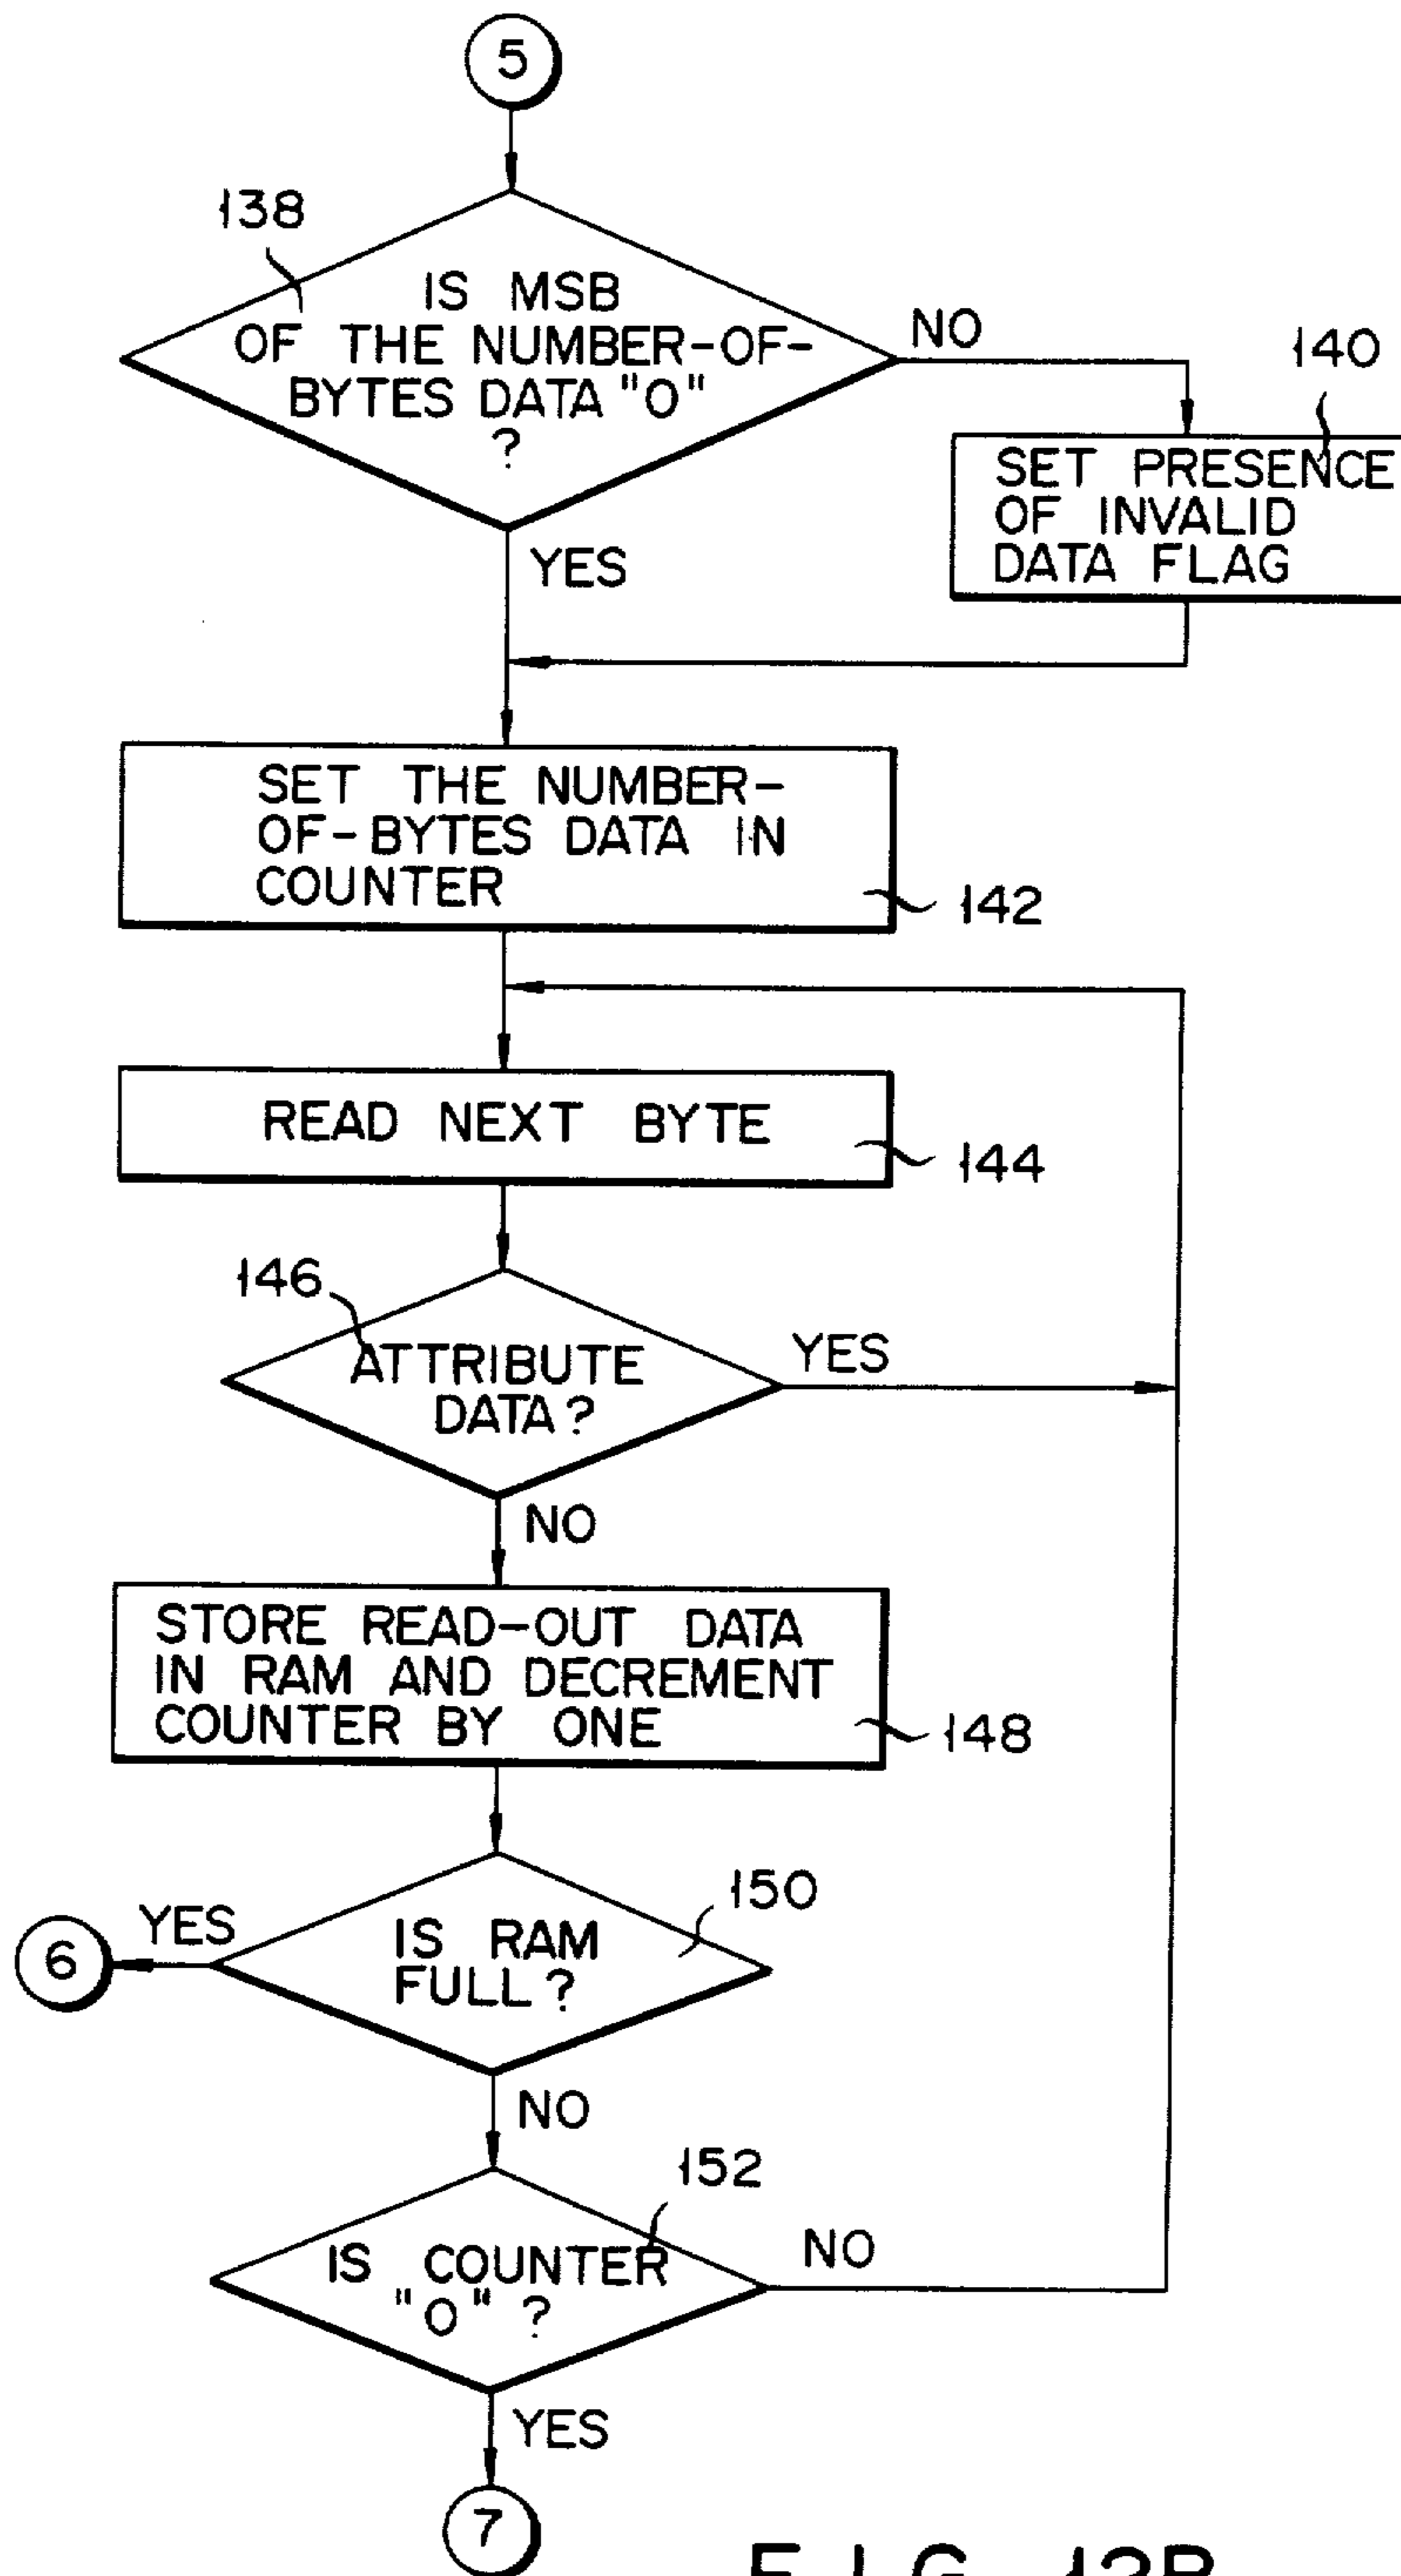 5
138
IS MSB
OF THE NUMBER-OF-
BYTES DATA "0"
?
NO
140
SET PRESENCE
OF INVALID
DATA FLAG
YES
SET THE NUMBER-
OF-BYTES DATA IN
COUNTER
142
READ NEXT BYTE
144
146
ATTRIBUTE
DATA?
YES
NO
STORE READ-OUT DATA
IN RAM AND DECREMENT
COUNTER BY ONE
148
150
IS RAM
FULL?
YES
6
NO
152
IS COUNTER
"0" ?
NO
YES
7